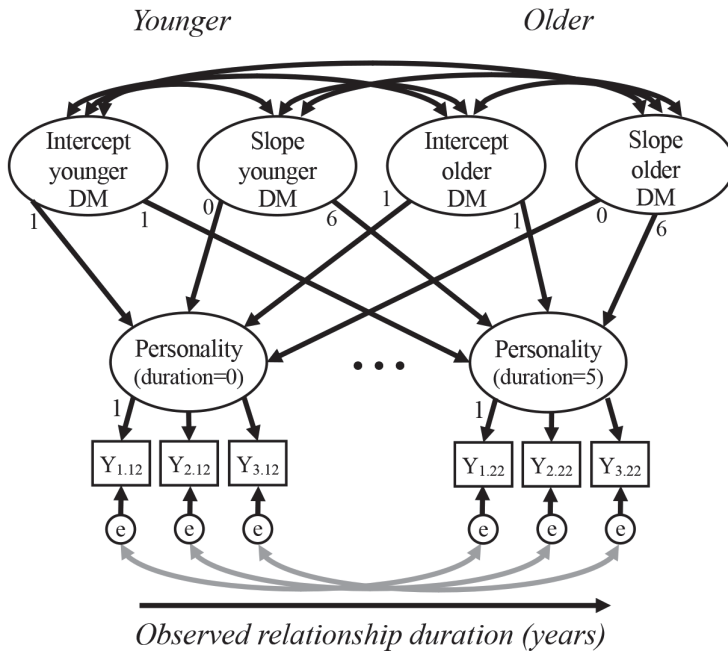 Younger Older
Intercept younger DM
Slope younger DM
Intercept older DM
Slope older DM
1 1 0 6 1 1 0 6
Personality (duration=0)
...
Personality (duration=5)
1 1
Y1.12 Y2.12 Y3.12 Y1.22 Y2.22 Y3.22
e e e e e e
Observed relationship duration (years)